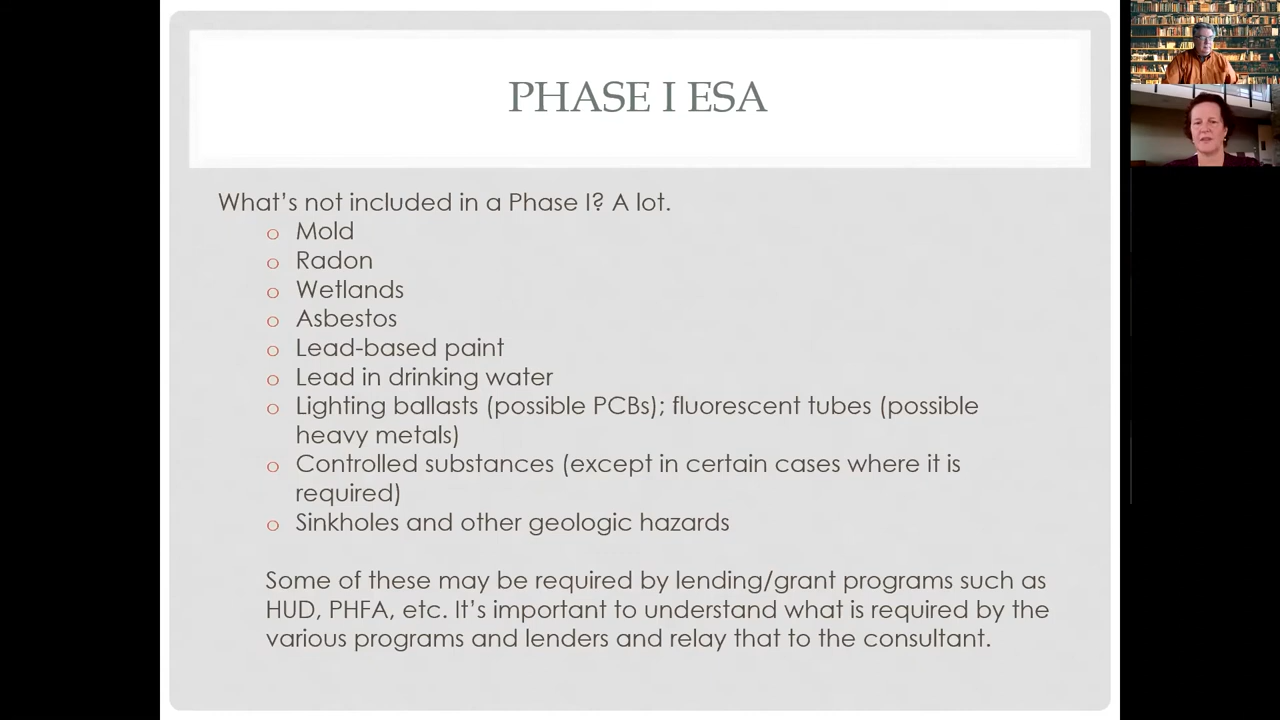 PHASE I ESA
What's not included in a Phase I? A lot.
o Mold
o Radon
o Wetlands
o Asbestos
o Lead-based paint
o Lead in drinking water
o Lighting ballasts (possible PCBs); fluorescent tubes (possible
heavy metals)
o Controlled substances (except in certain cases where it is
required)
o Sinkholes and other geologic hazards
Some of these may be required by lending/grant programs such as
HUD, PHFA, etc. It's important to understand what is required by the
various programs and lenders and relay that to the consultant.